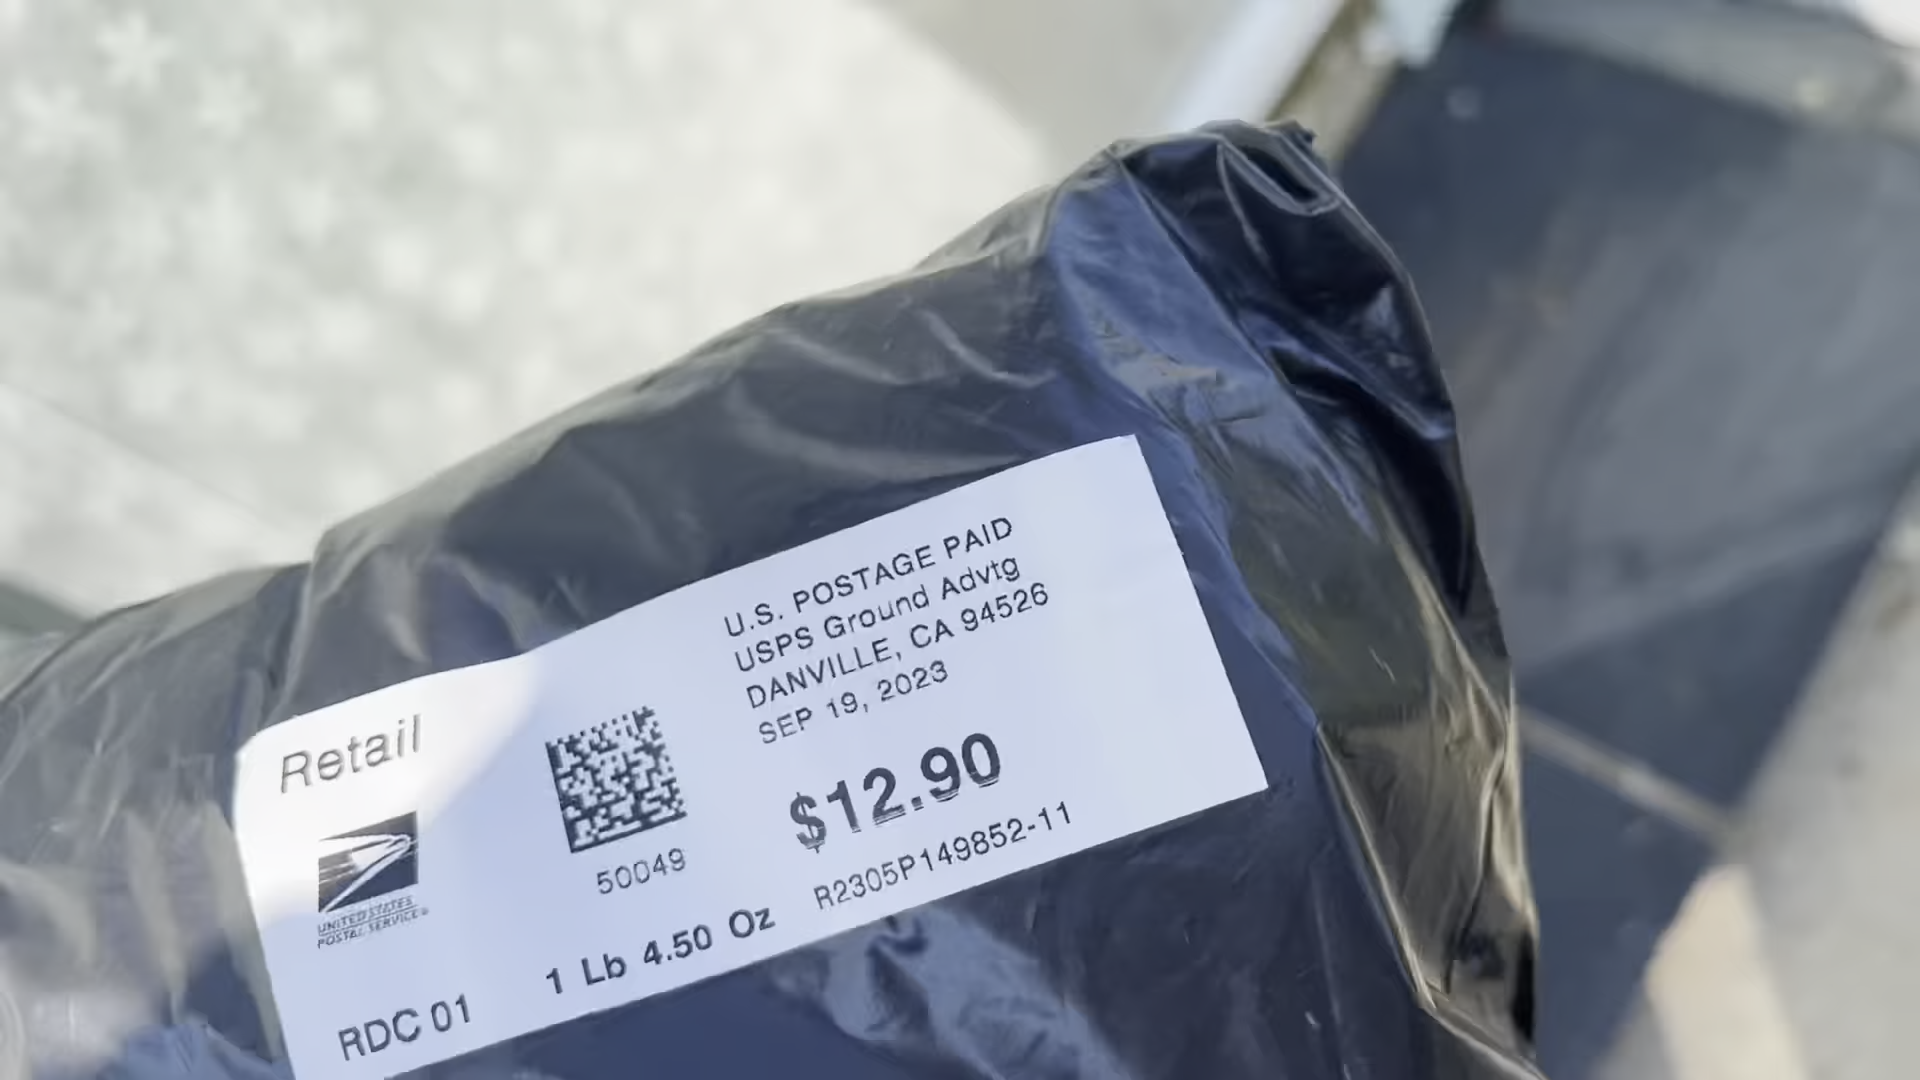 Retail
UNITED STATES
POSTAL SERVICE®
RDC 01
50049
1 Lb 4.50 Oz
U.S. POSTAGE PAID
USPS Ground Advtg
DANVILLE, CA 94526
SEP 19, 2023
$12.90
R2305P149852-11